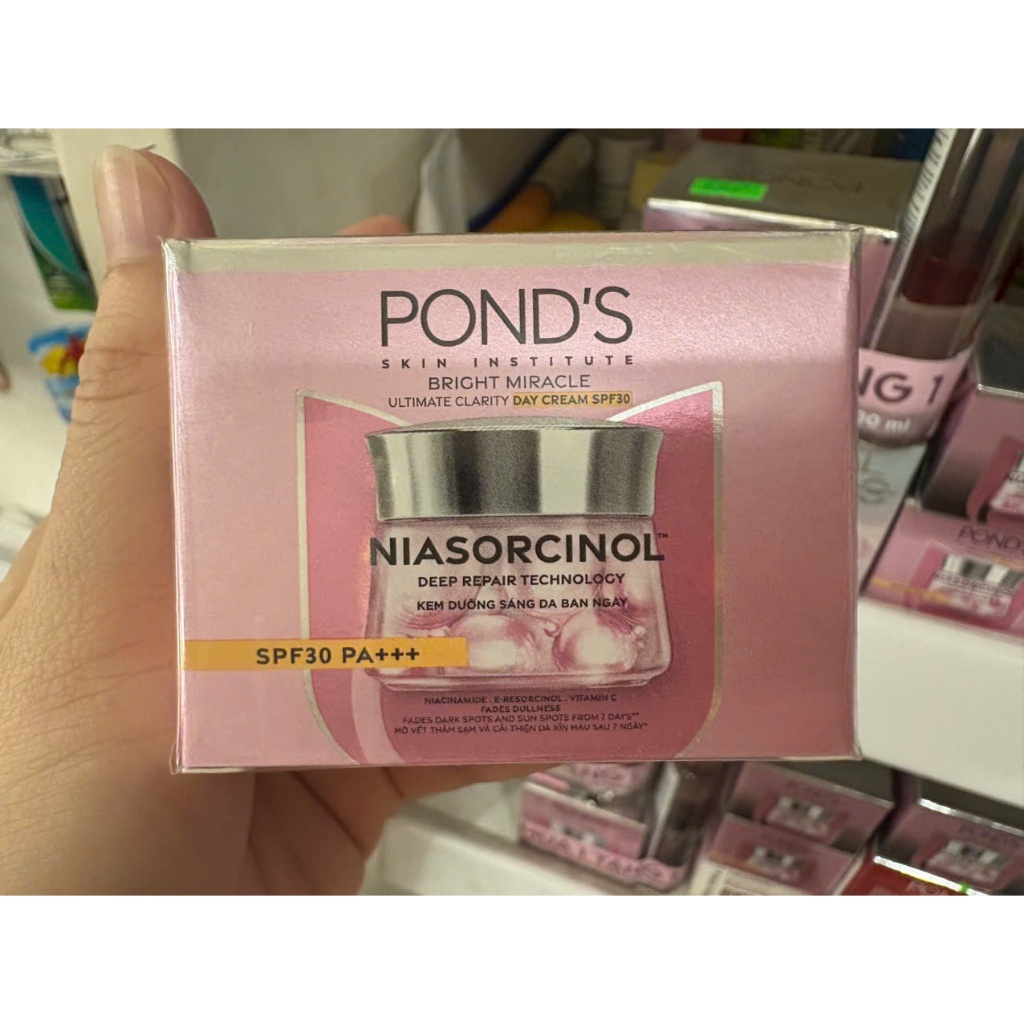 POND'S
SKIN INSTITUTE
BRIGHT MIRACLE
ULTIMATE CLARITY DAY CREAM SPF30
NIASORCINOL™
DEEP REPAIR TECHNOLOGY
KEM DƯỠNG SÁNG DA BAN NGÀY
SPF30 PA+++
NIACINAMIDE . E-RESORCINOL . VITAMIN C
FADES DULLNESS
FADES DARK SPOTS AND SUN SPOTS FROM 7 DAYS**
MỜ VẾT THÂM SẠM VÀ CẢI THIỆN DA XỈN MÀU SAU 7 NGÀY*
NG 1
POND